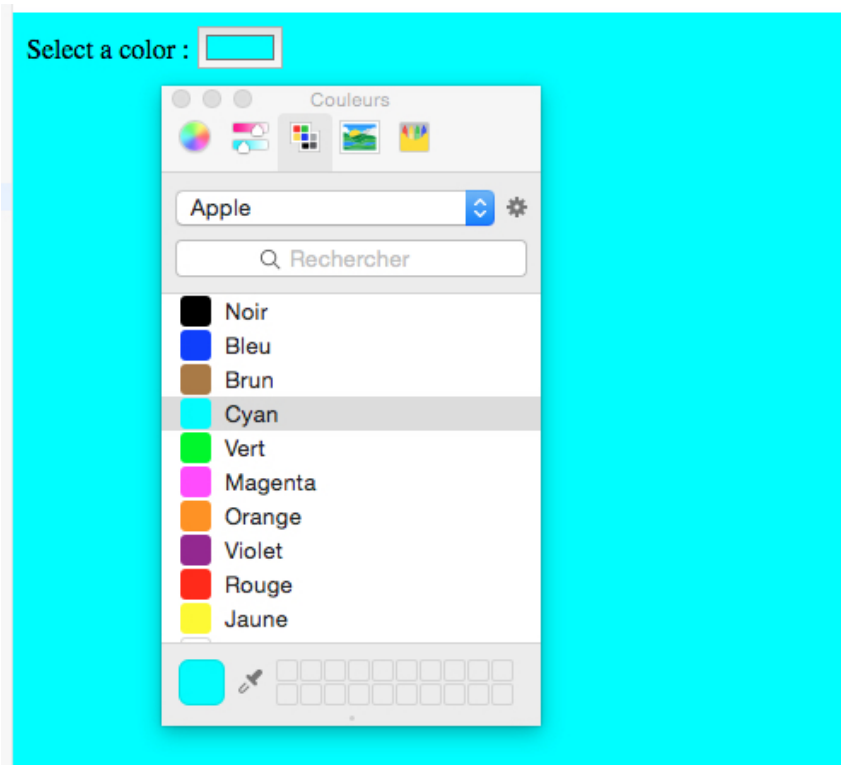 Select a color :
Couleurs
Apple
Rechercher
Noir
Bleu
Brun
Cyan
Vert
Magenta
Orange
Violet
Rouge
Jaune